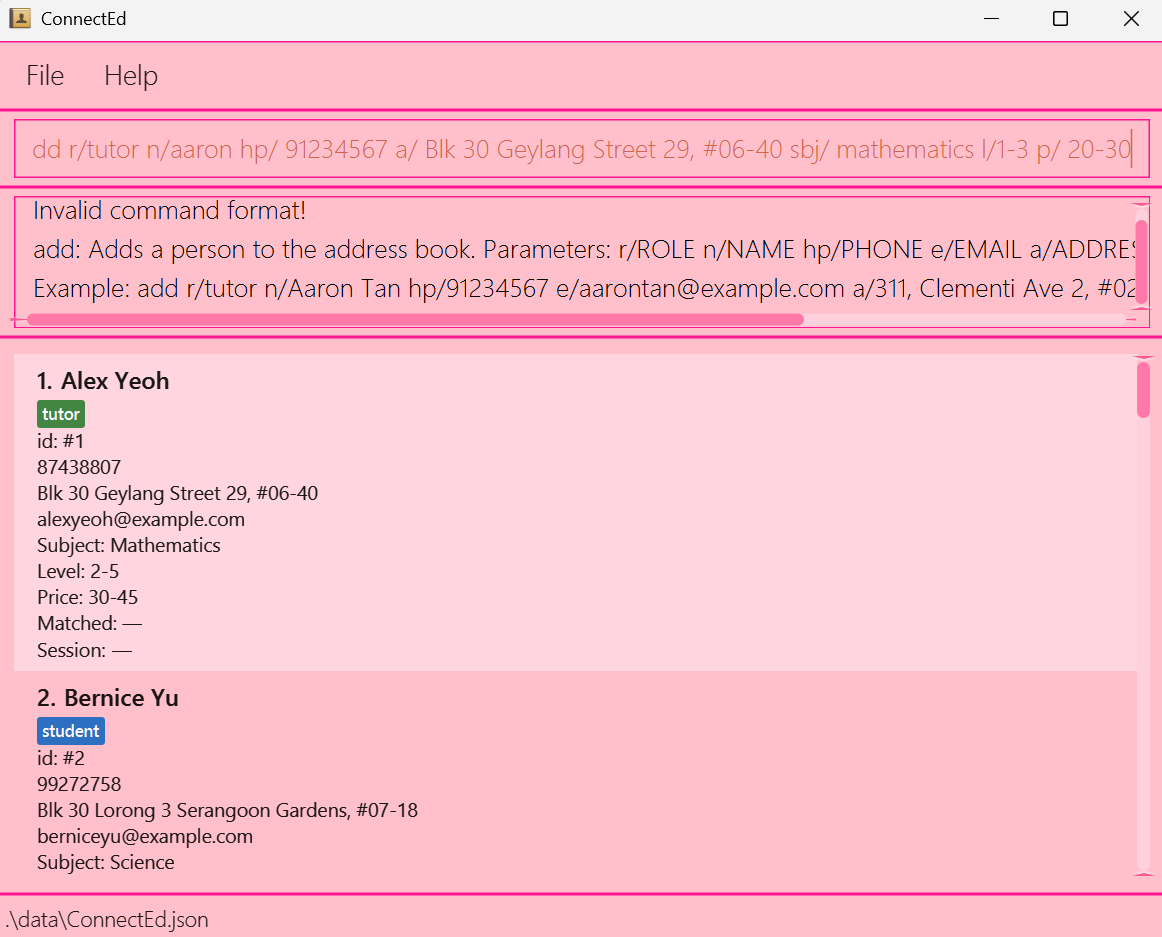 ConnectEd
File Help
dd r/tutor n/aaron hp/ 91234567 a/ Blk 30 Geylang Street 29, #06-40 sbj/ mathematics l/1-3 p/ 20-30
Invalid command format!
add: Adds a person to the address book. Parameters: r/ROLE n/NAME hp/PHONE e/EMAIL a/ADDRES
Example: add r/tutor n/Aaron Tan hp/91234567 e/aarontan@example.com a/311, Clementi Ave 2, #02
1. Alex Yeoh
tutor
id: #1
87438807
Blk 30 Geylang Street 29, #06-40
alexyeoh@example.com
Subject: Mathematics
Level: 2-5
Price: 30-45
Matched: —
Session: —
2. Bernice Yu
student
id: #2
99272758
Blk 30 Lorong 3 Serangoon Gardens, #07-18
berniceyu@example.com
Subject: Science
.\data\ConnectEd.json